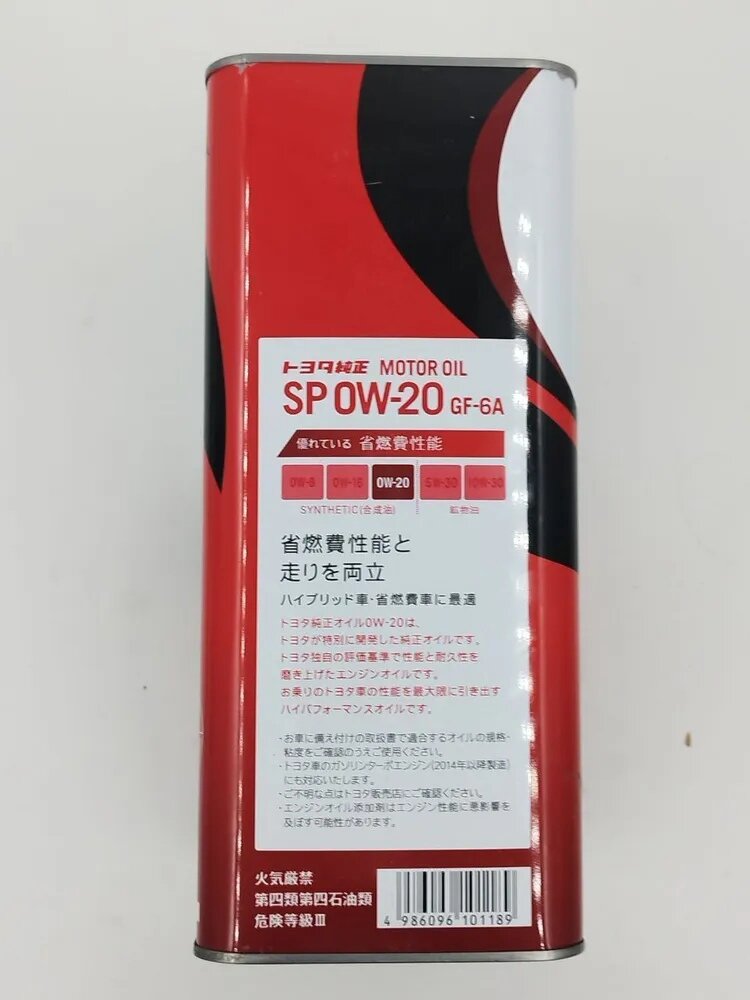 トヨタ純正 MOTOR OIL
SP 0W-20 GF-6A
優れている 省燃費性能
0W-8 0W-16 0W-20 5W-30 10W-30
SYNTHETIC(合成油) 鉱物油
省燃費性能と
走りを両立
ハイブリッド車・省燃費車に最適
トヨタ純正オイル0W-20は、
トヨタが特別に開発した純正オイルです。
トヨタ独自の評価基準で性能と耐久性を
磨き上げたエンジンオイルです。
お乗りのトヨタ車の性能を最大限に引き出す
ハイパフォーマンスオイルです。
・お車に備え付けの取扱書で適合するオイルの規格・
粘度をご確認のうえご使用ください。
・トヨタ車のガソリンターボエンジン(2014年以降製造)
にも対応いたします。
・ご不明な点はトヨタ販売店にご確認ください。
・エンジンオイル添加剤はエンジン性能に悪影響を
及ぼす可能性があります。
火気厳禁
第四類第四石油類
危険等級Ⅲ
4 986096 101189